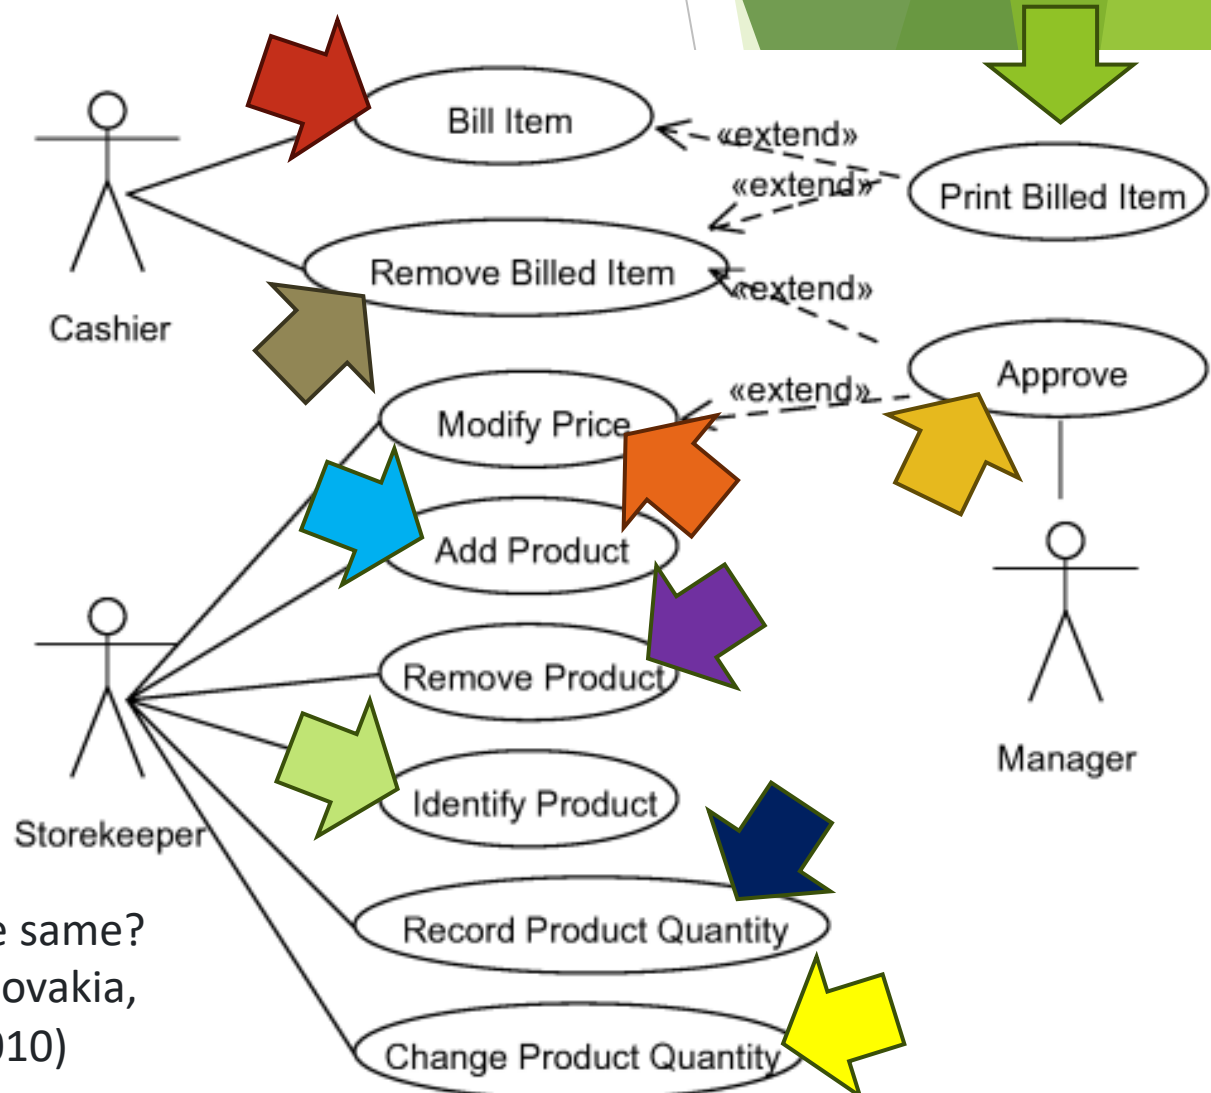 Bill Item
«extend»
«extend»
Print Billed Item
Remove Billed Item
«extend»
Cashier
Approve
«extend»
Modify Price
Add Product
Remove Product
Manager
Identify Product
Storekeeper
e same?
Record Product Quantity
ovakia,
010)
Change Product Quantity